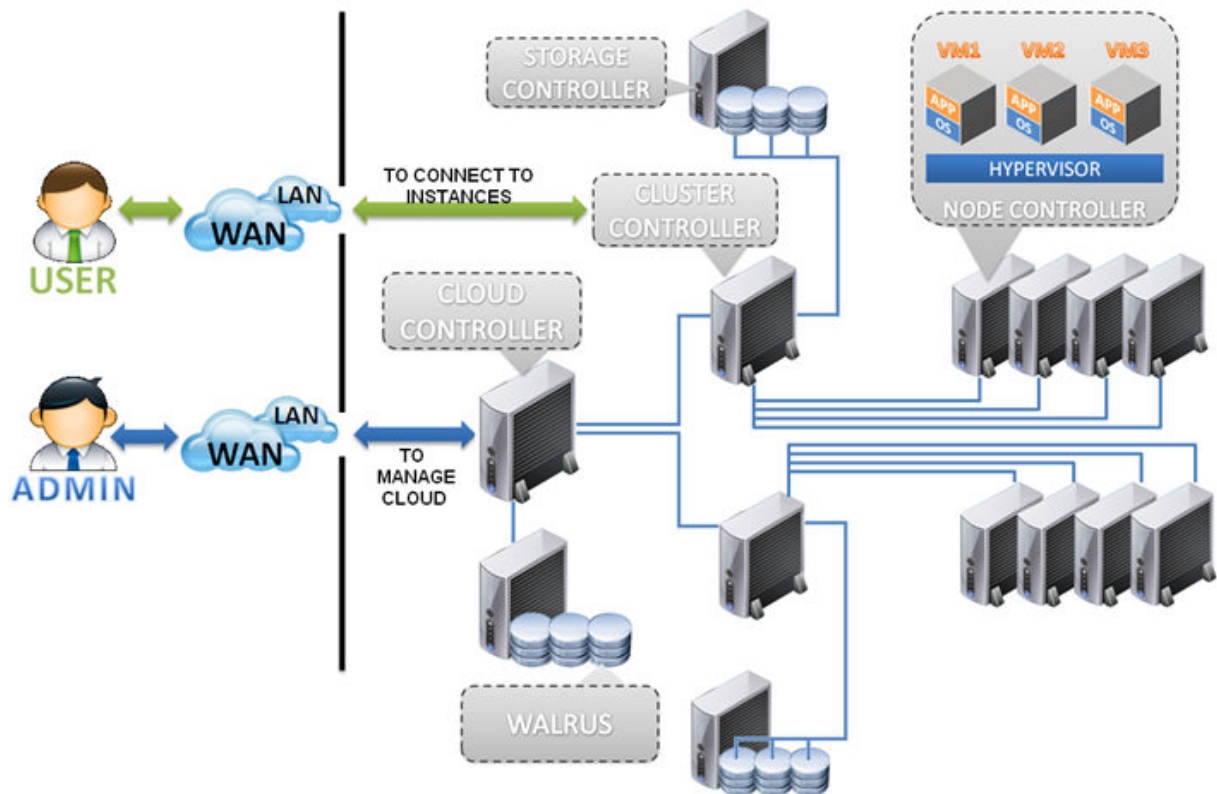 STORAGE
CONTROLLER
VM1 VM2 VM3
APP APP APP
OS OS OS
HYPERVISOR
NODE CONTROLLER
TO CONNECT TO
INSTANCES
CLUSTER
CONTROLLER
LAN
WAN
USER
CLOUD
CONTROLLER
LAN
WAN
ADMIN
TO
MANAGE
CLOUD
WALRUS